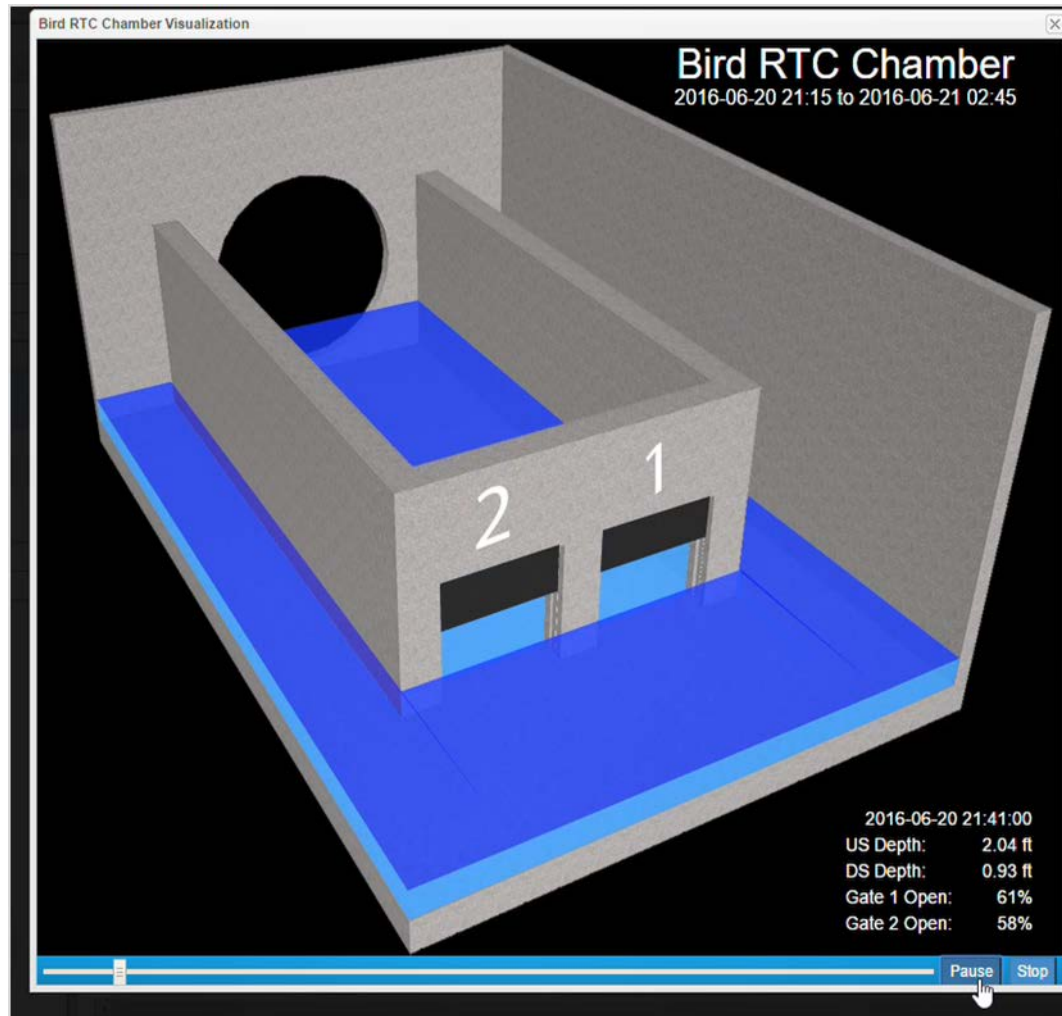 Bird RTC Chamber Visualization
Bird RTC Chamber
2016-06-20 21:15 to 2016-06-21 02:45
2
1
2016-06-20 21:41:00
US Depth: 2.04 ft
DS Depth: 0.93 ft
Gate 1 Open: 61%
Gate 2 Open: 58%
Pause Stop